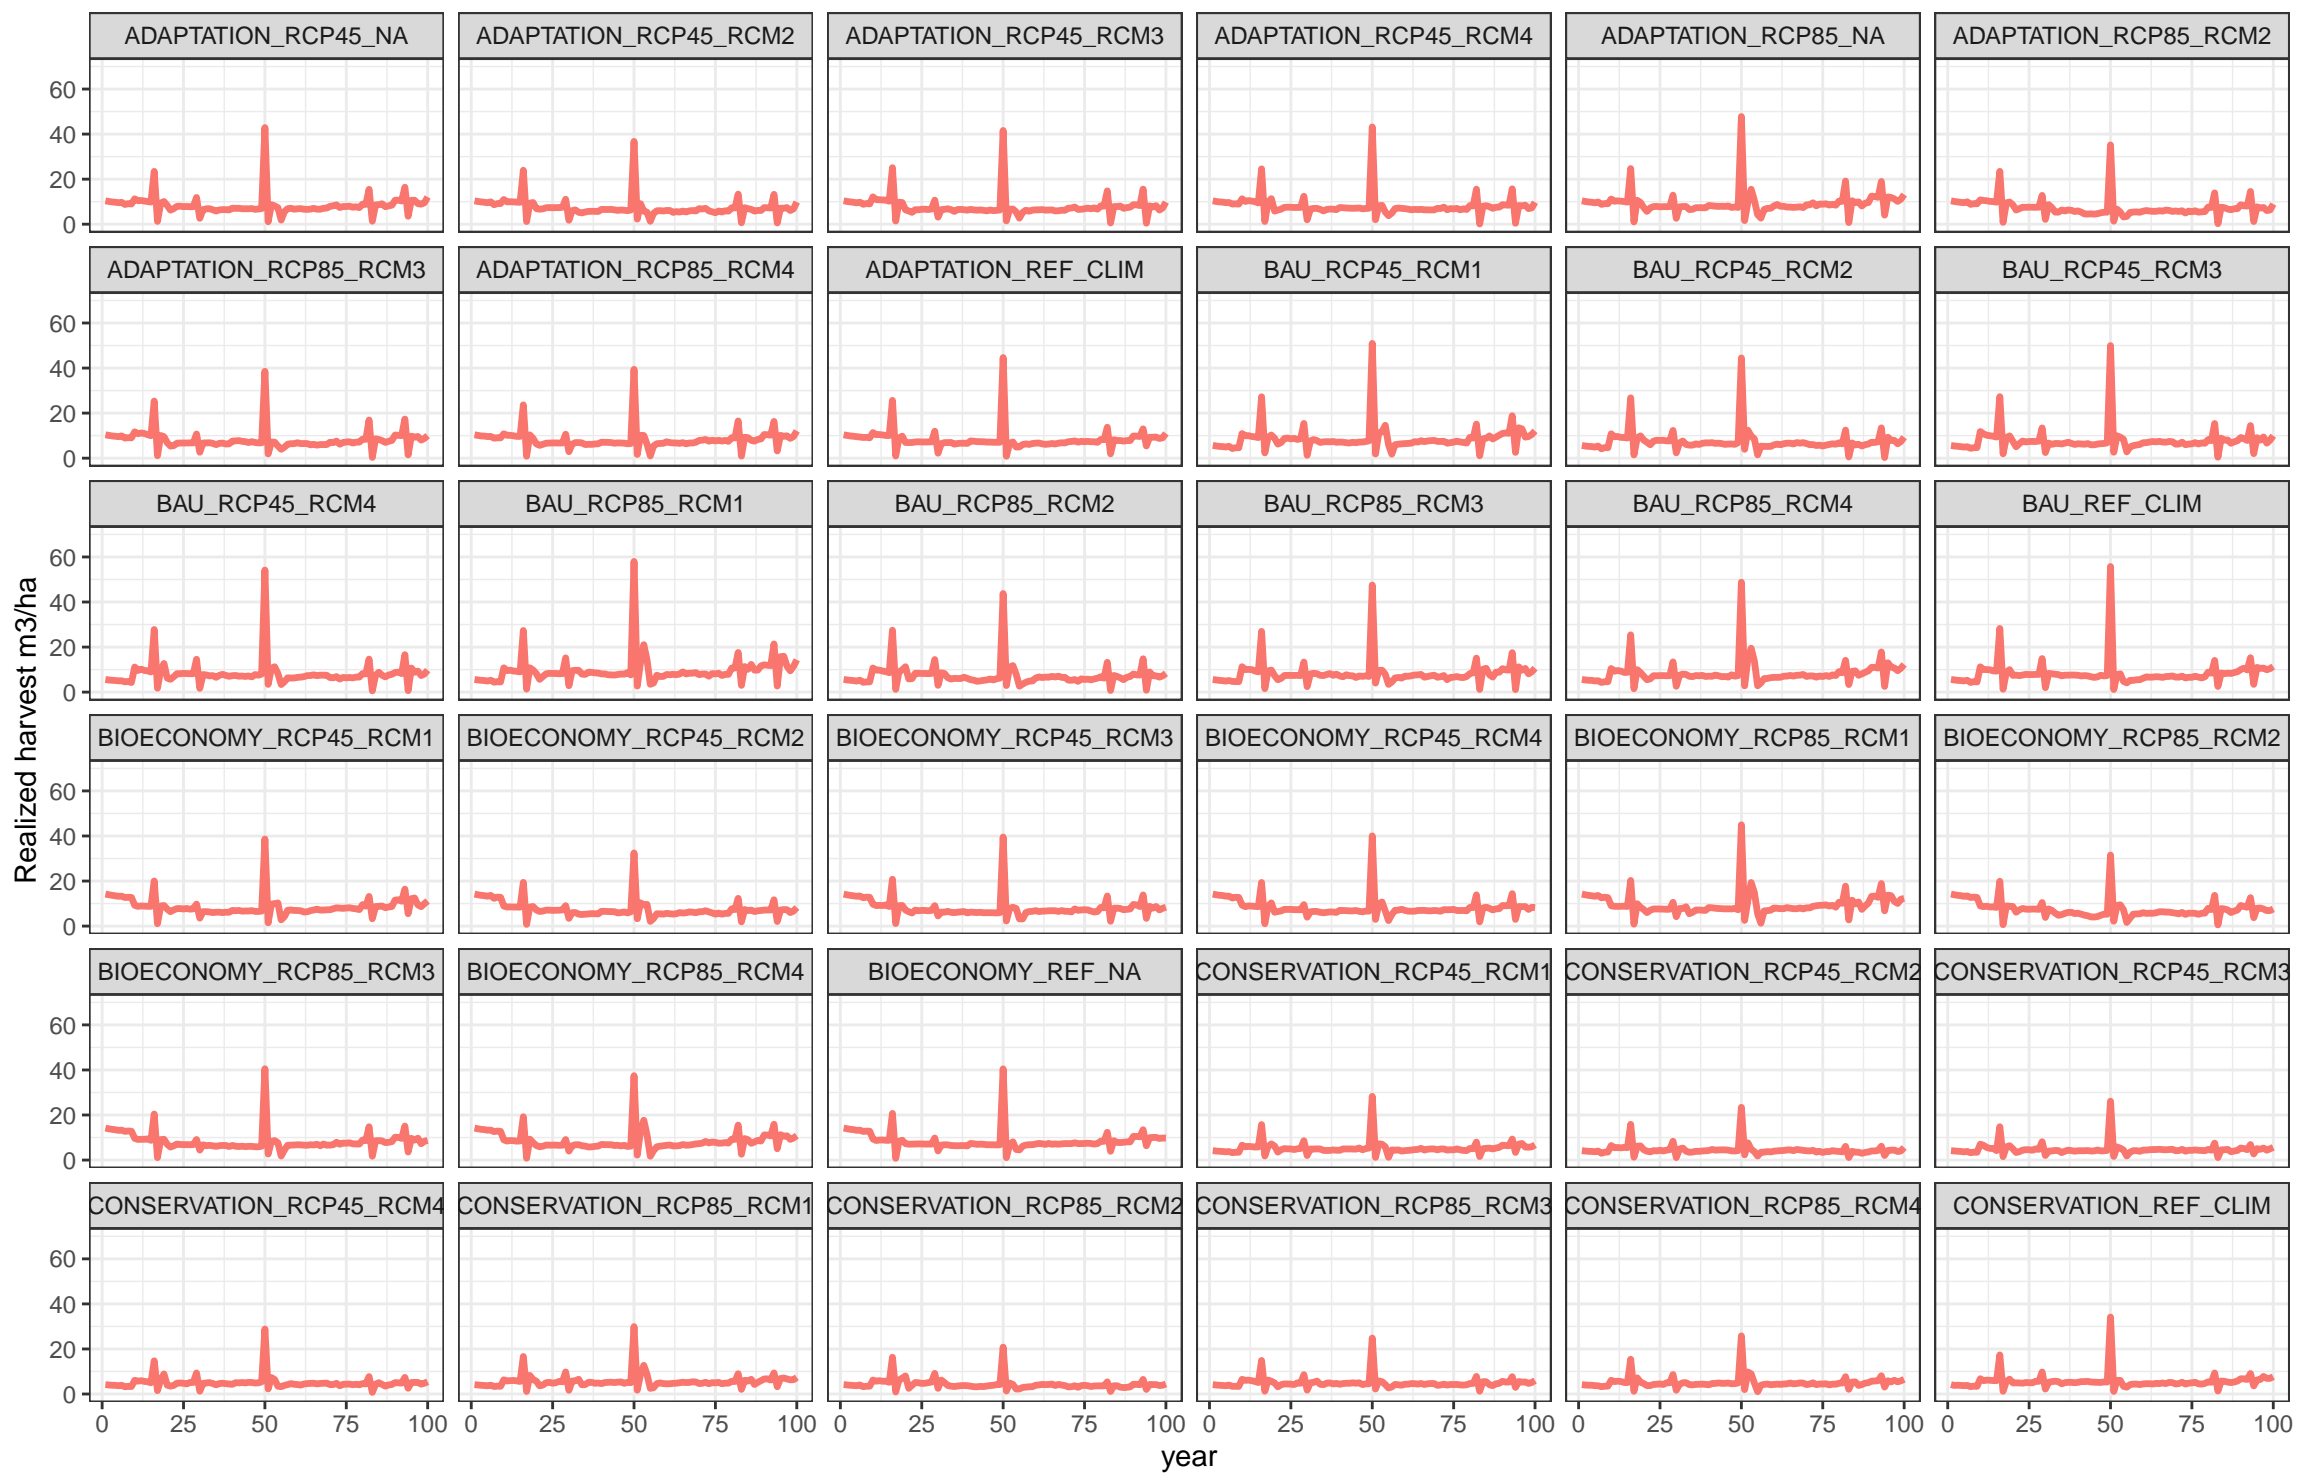 ADAPTATION_RCP45_NA ADAPTATION_RCP45_RCM2 ADAPTATION_RCP45_RCM3 ADAPTATION_RCP45_RCM4 ADAPTATION_RCP85_NA ADAPTATION_RCP85_RCM2
60
40
20
0
ADAPTATION_RCP85_RCM3 ADAPTATION_RCP85_RCM4 ADAPTATION_REF_CLIM BAU_RCP45_RCM1 BAU_RCP45_RCM2 BAU_RCP45_RCM3
60
40
20
0
BAU_RCP45_RCM4 BAU_RCP85_RCM1 BAU_RCP85_RCM2 BAU_RCP85_RCM3 BAU_RCP85_RCM4 BAU_REF_CLIM
60
40
20
0
Realized harvest m3/ha
BIOECONOMY_RCP45_RCM1 BIOECONOMY_RCP45_RCM2 BIOECONOMY_RCP45_RCM3 BIOECONOMY_RCP45_RCM4 BIOECONOMY_RCP85_RCM1 BIOECONOMY_RCP85_RCM2
60
40
20
0
BIOECONOMY_RCP85_RCM3 BIOECONOMY_RCP85_RCM4 BIOECONOMY_REF_NA CONSERVATION_RCP45_RCM1 CONSERVATION_RCP45_RCM2 CONSERVATION_RCP45_RCM3
60
40
20
0
CONSERVATION_RCP45_RCM4 CONSERVATION_RCP85_RCM1 CONSERVATION_RCP85_RCM2 CONSERVATION_RCP85_RCM3 CONSERVATION_RCP85_RCM4 CONSERVATION_REF_CLIM
60
40
20
0
0 25 50 75 100 0 25 50 75 100 0 25 50 75 100 0 25 50 75 100 0 25 50 75 100 0 25 50 75 100
year